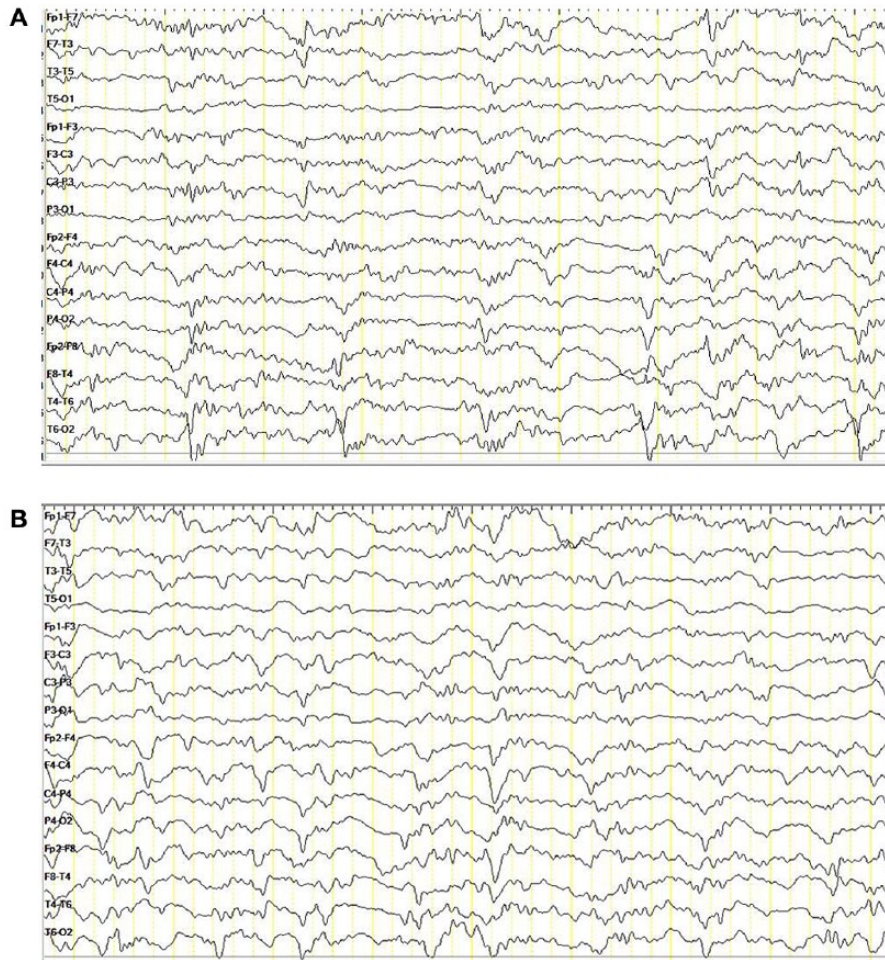 A
Fp1-F7
F7-T3
T3-T5
T5-O1
Fp1-F3
F3-C3
C3-P3
P3-O1
Fp2-F4
F4-C4
C4-P4
P4-O2
Fp2-F8
F8-T4
T4-T6
T6-O2
B
Fp1-F7
F7-T3
T3-T5
T5-O1
Fp1-F3
F3-C3
C3-P3
P3-O1
Fp2-F4
F4-C4
C4-P4
P4-O2
Fp2-F8
F8-T4
T4-T6
T6-O2